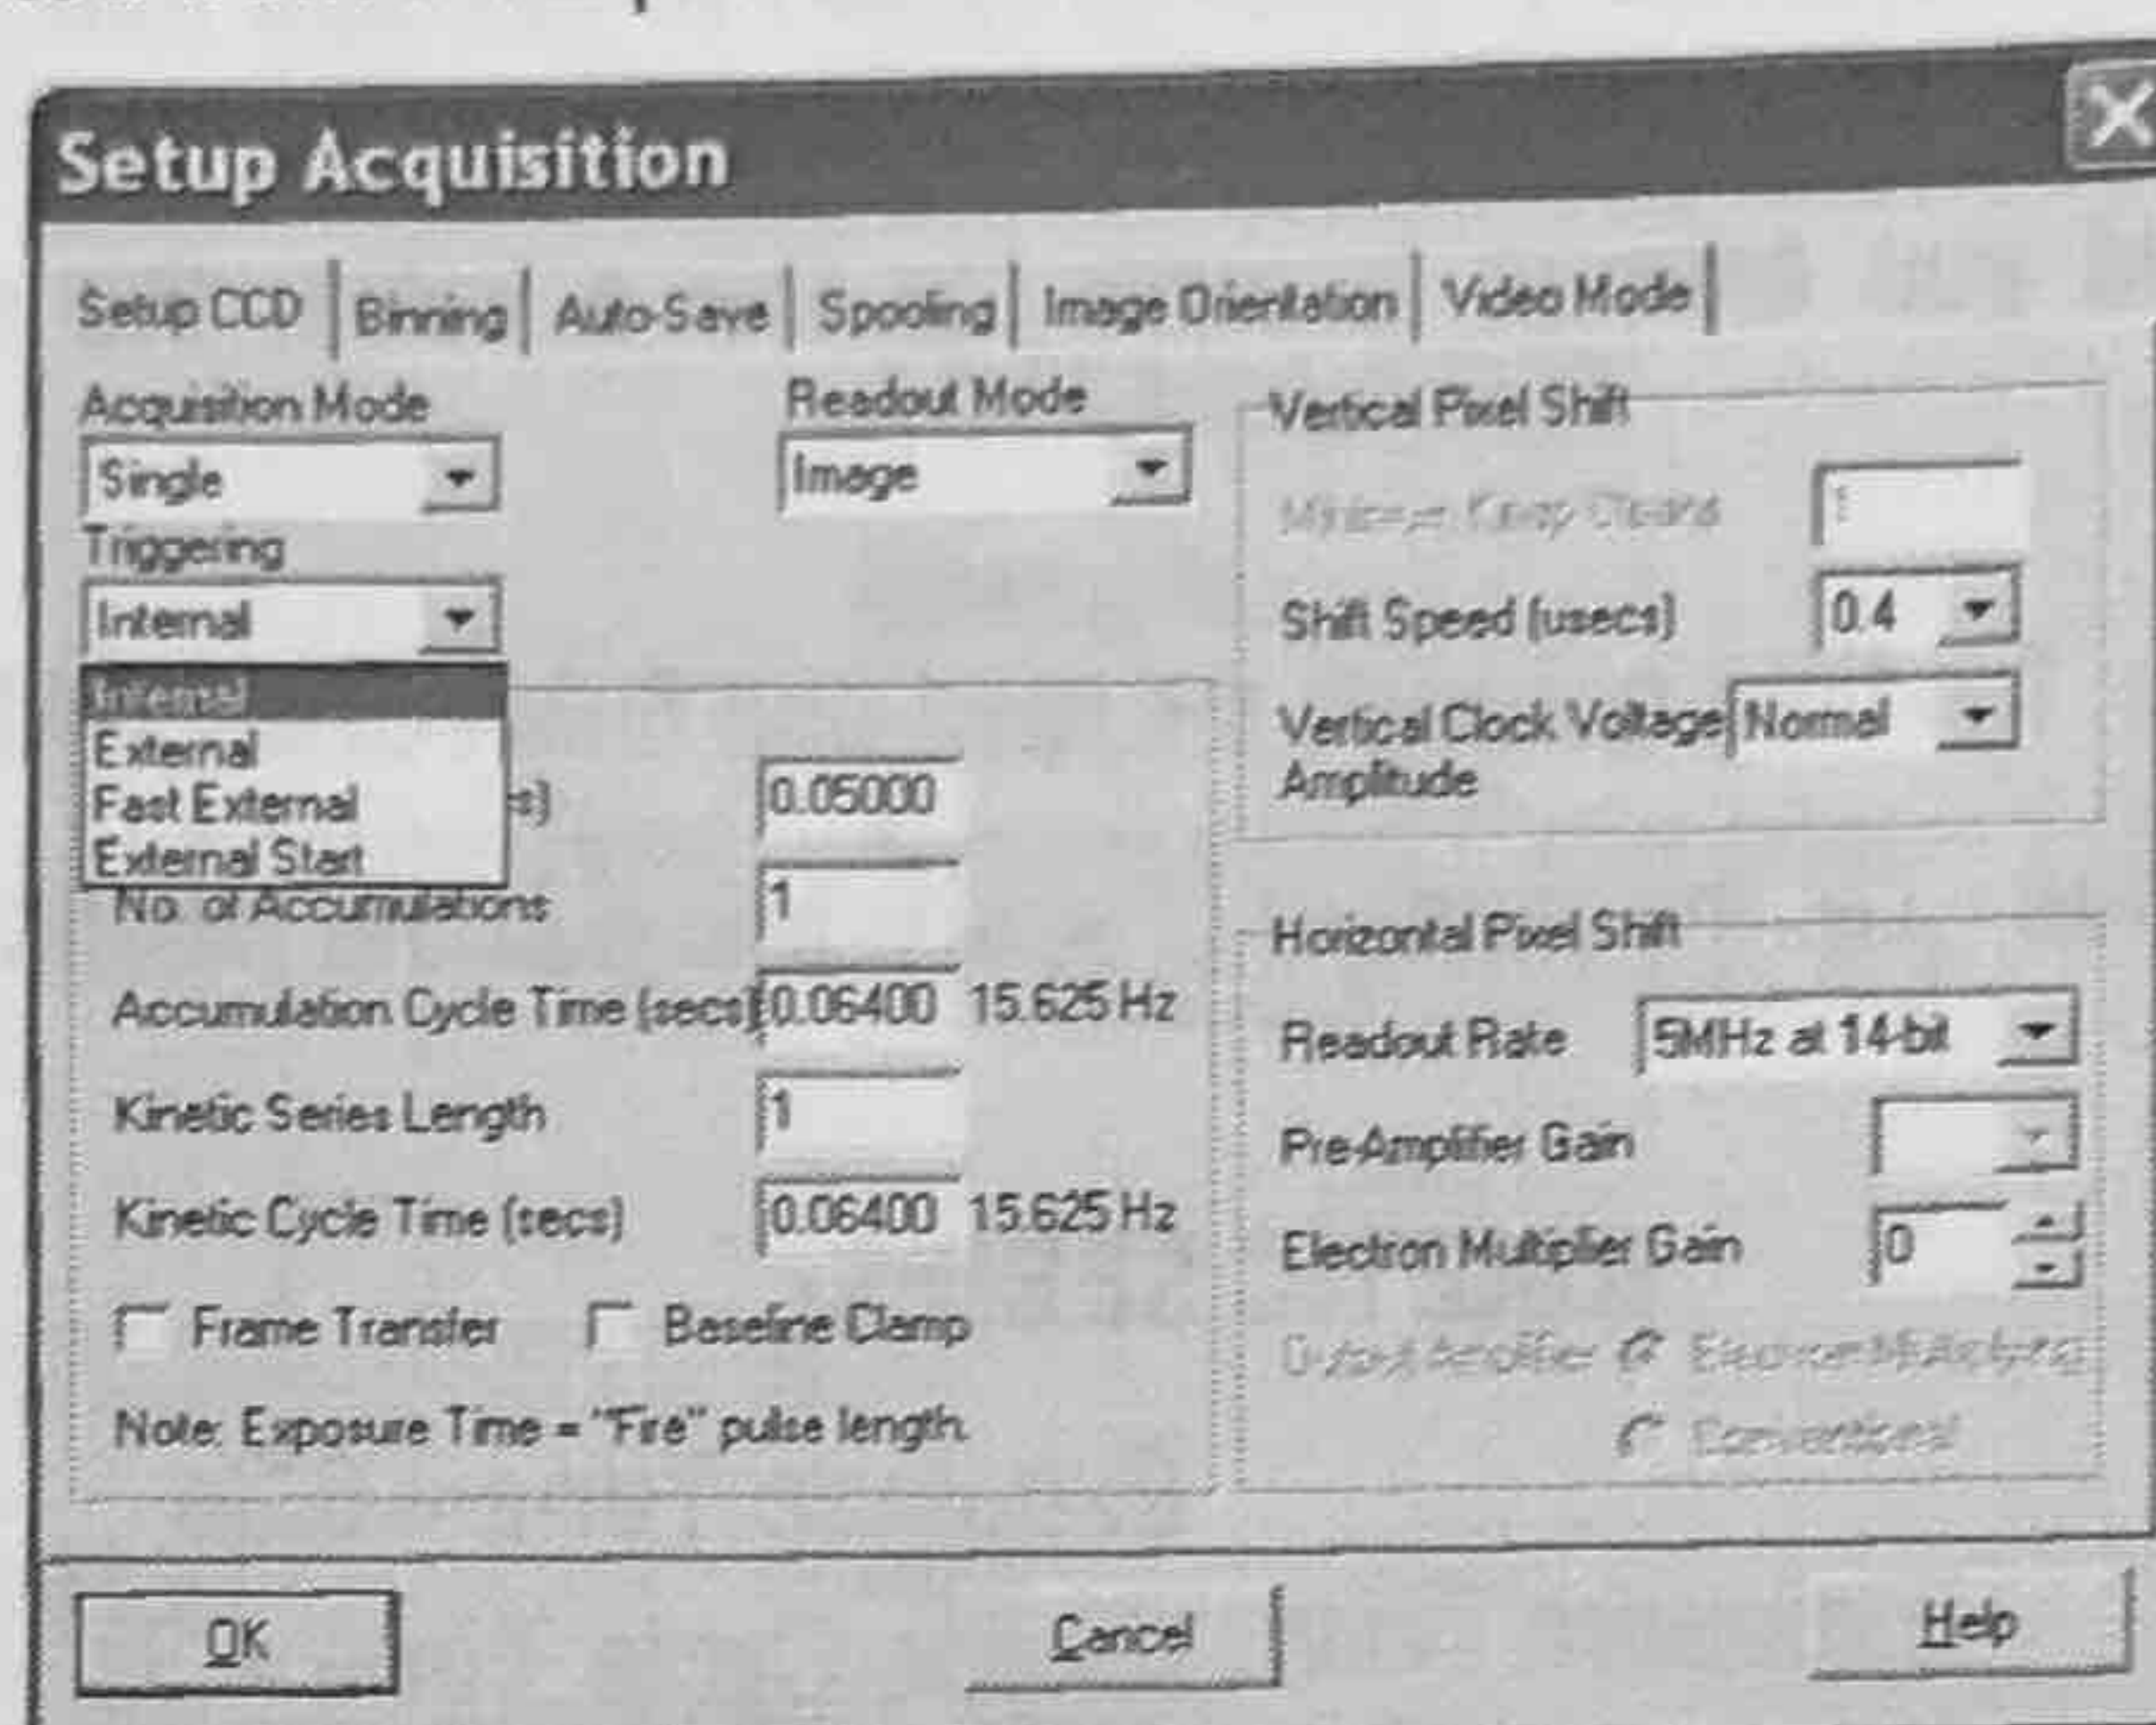 Setup Acquisition
Setup CCD Binning Auto-Save Spooling Image Orientation Video Mode
Acquisition Mode
Single
Triggering
Internal
Internal
External
Fast External
External Start
s)
0.05000
No. of Accumulations
1
Accumulation Cycle Time (secs)
0.06400 15.625 Hz
Kinetic Series Length
1
Kinetic Cycle Time (secs)
0.06400 15.625 Hz
Frame Transfer Baseline Clamp
Note: Exposure Time = "Fire" pulse length.
Readout Mode
Image
Vertical Pixel Shift
Shift Speed (usecs)
0.4
Vertical Clock Voltage
Amplitude
Normal
Horizontal Pixel Shift
Readout Rate
5MHz at 14-bit
Pre-Amplifier Gain
Electron Multiplier Gain
0
Conventional
OK Cancel Help